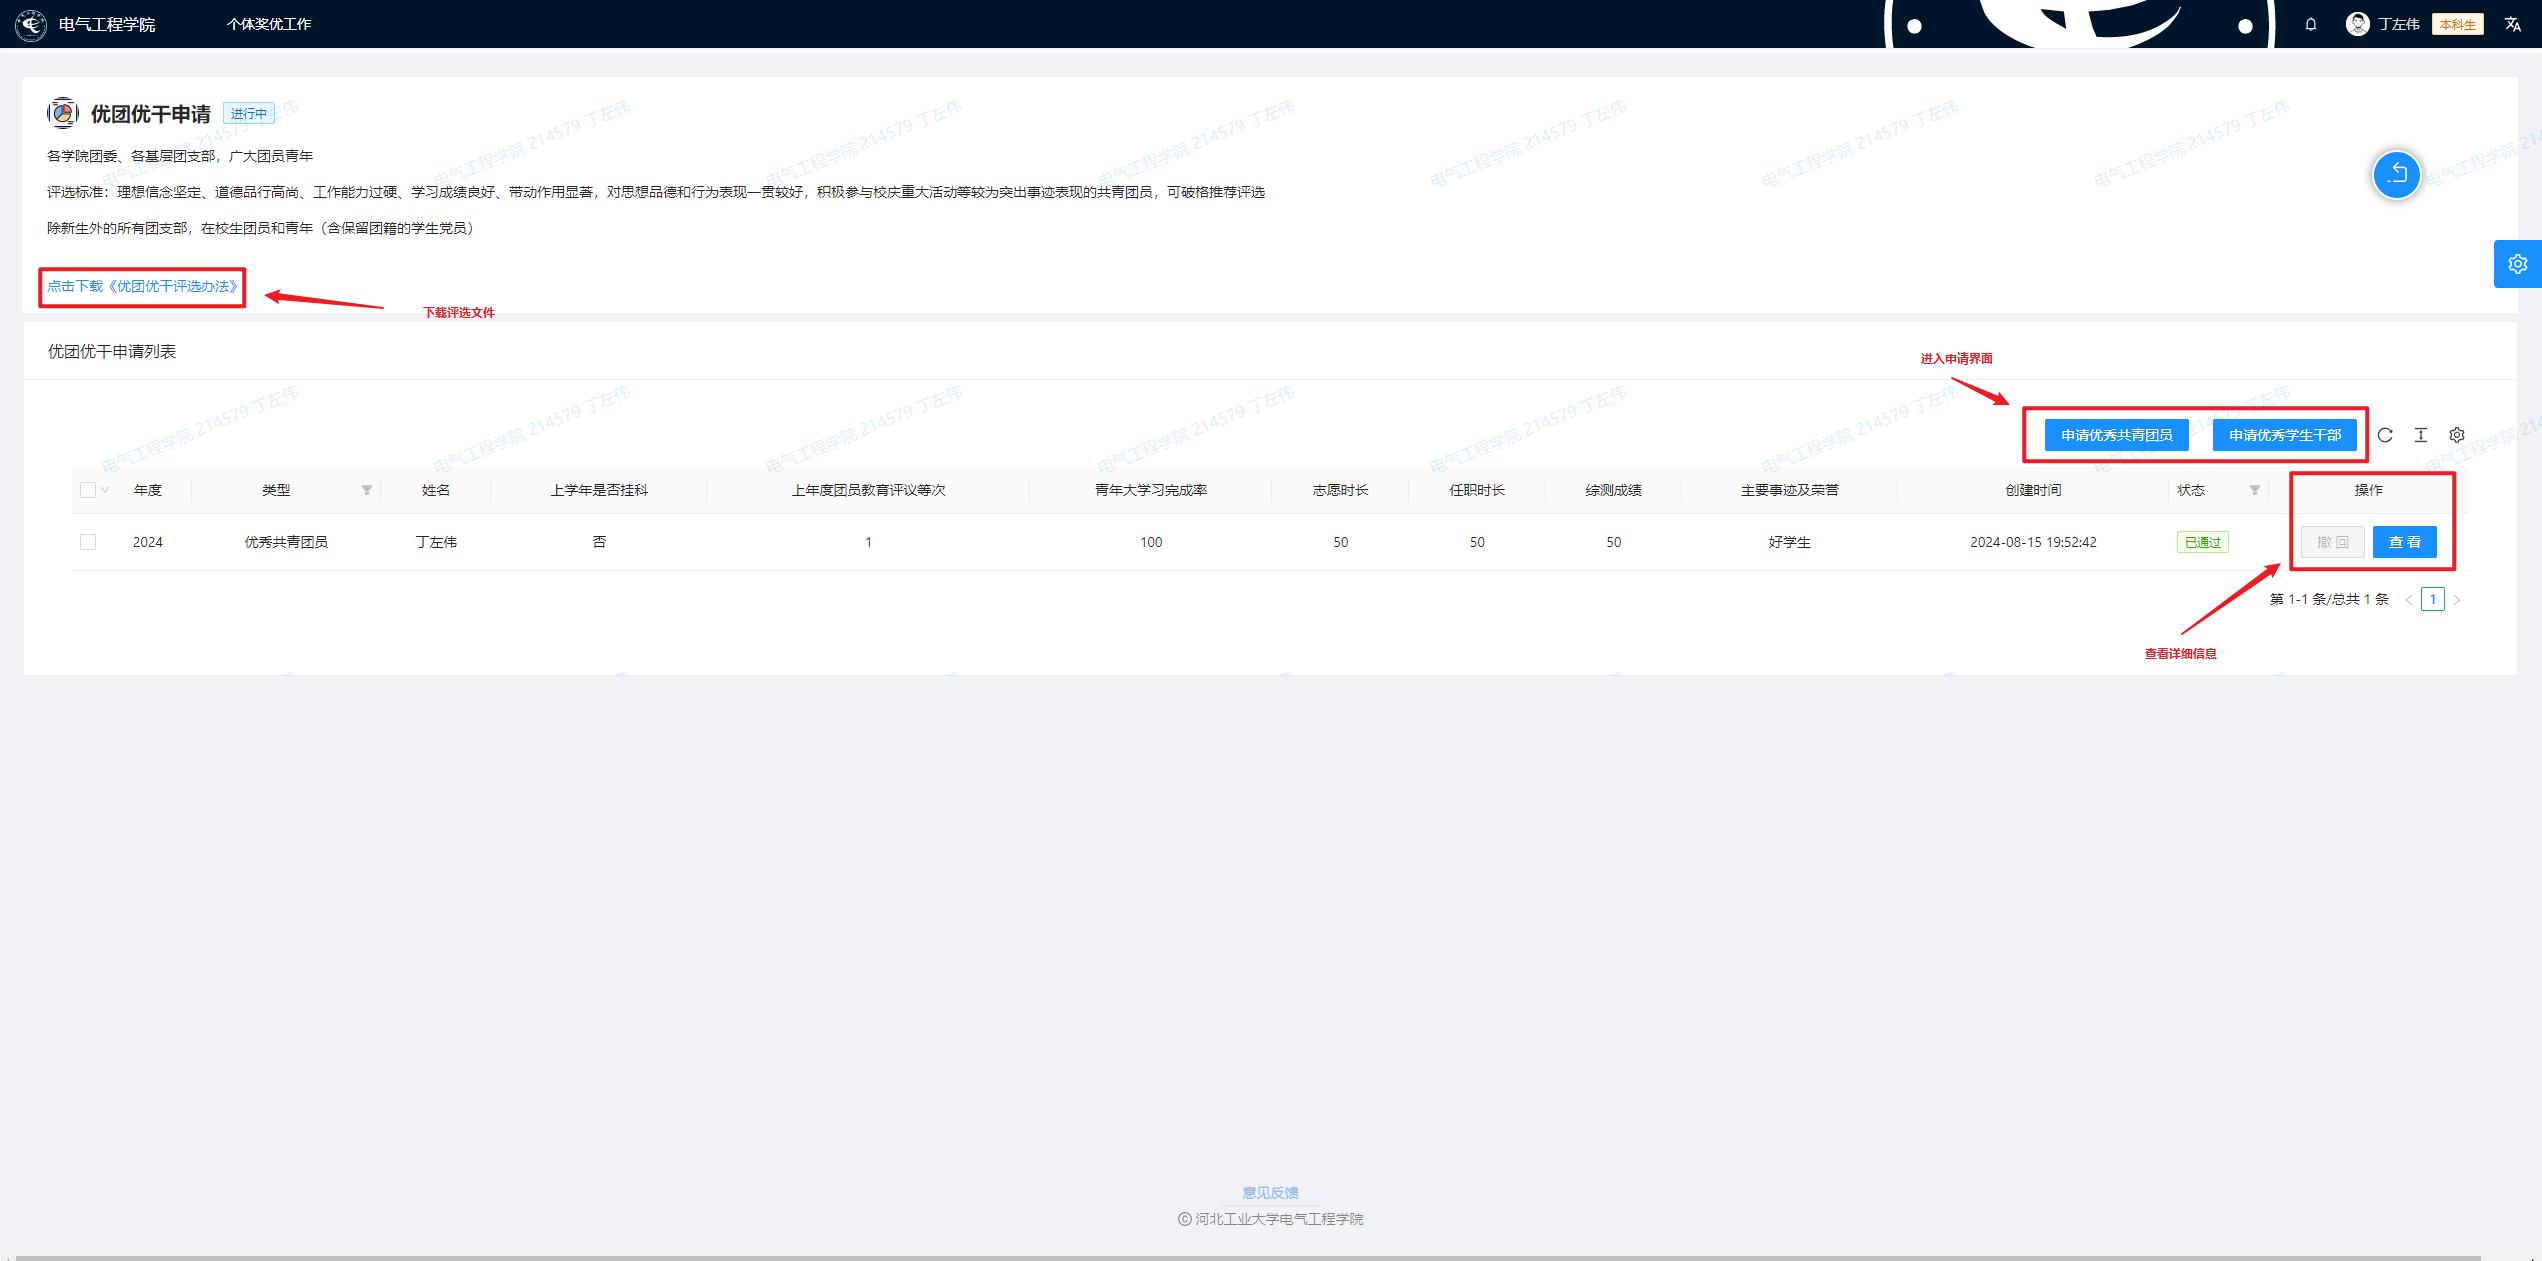 电气工程学院 个体奖优工作 丁左伟 本科生
优团优干申请 进行中
各学院团委、各基层团支部，广大团员青年
评选标准：理想信念坚定、道德品行高尚、工作能力过硬、学习成绩良好、带动作用显著，对思想品德和行为表现一贯较好，积极参与校庆重大活动等较为突出事迹表现的共青团员，可破格推荐评选
除新生外的所有团支部，在校生团员和青年（含保留团籍的学生党员）
点击下载《优团优干评选办法》
下载评选文件
优团优干申请列表
进入申请界面
申请优秀共青团员 申请优秀学生干部
年度 类型 姓名 上学年是否挂科 上年度团员教育评议等次 青年大学习完成率 志愿时长 任职时长 综测成绩 主要事迹及荣誉 创建时间 状态 操作
2024 优秀共青团员 丁左伟 否 1 100 50 50 50 好学生 2024-08-15 19:52:42 已通过 撤 回 查 看
第 1-1 条/总共 1 条 < 1 >
查看详细信息
电气工程学院 214579 丁左伟
意见反馈
© 河北工业大学电气工程学院